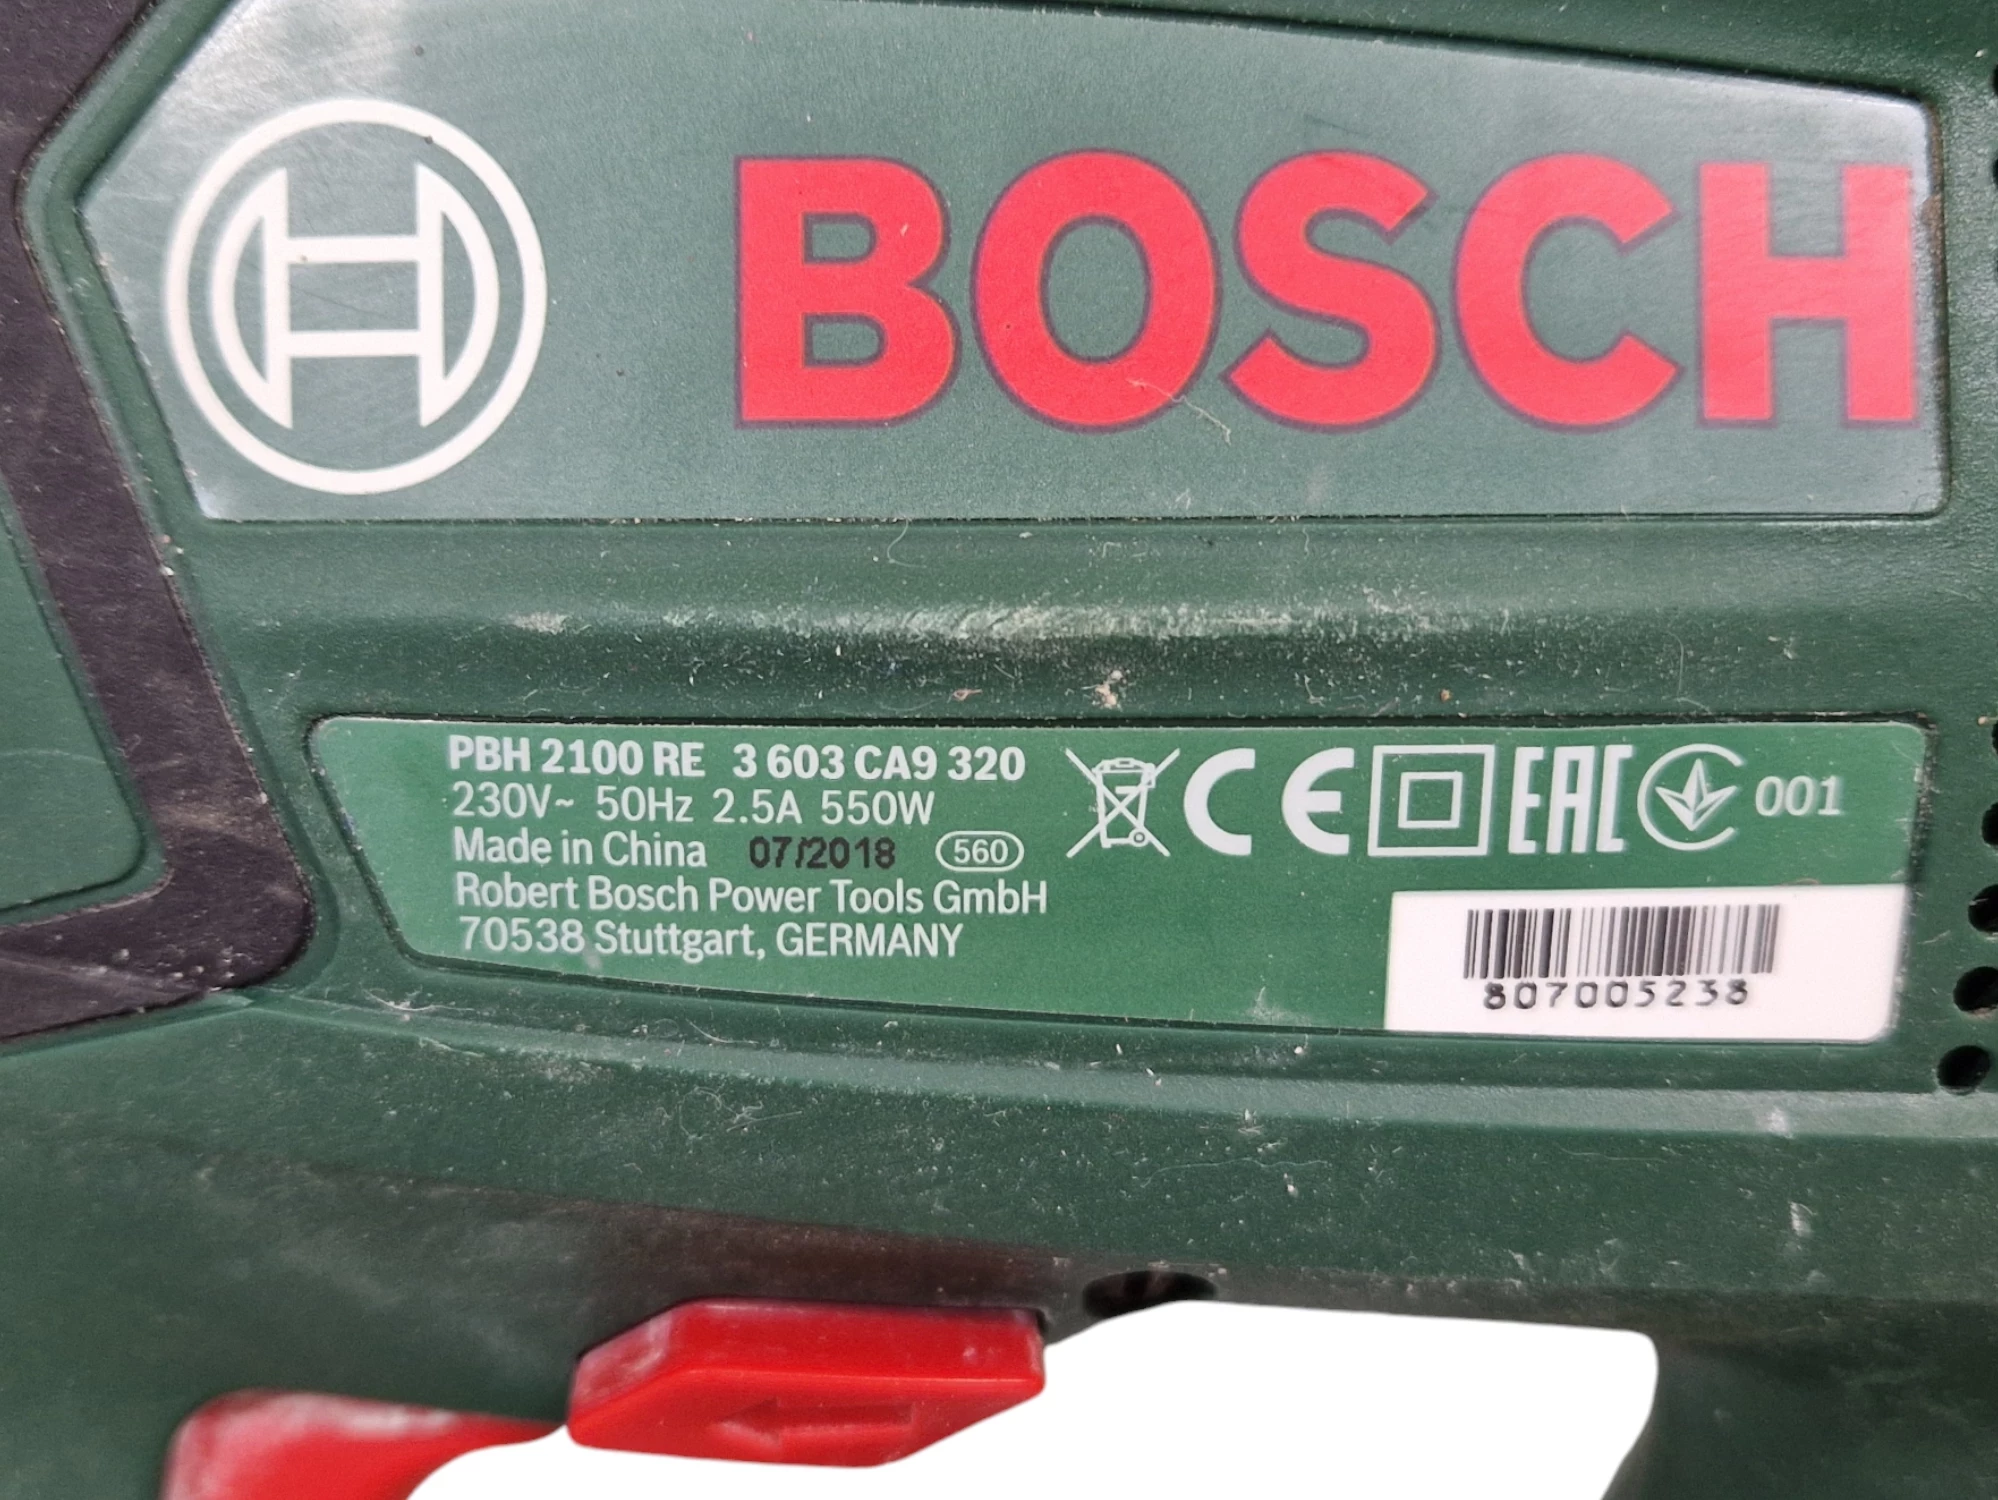 BOSCH
PBH 2100 RE 3 603 CA9 320
230V~ 50Hz 2.5A 550W
Made in China 07/2018 560
Robert Bosch Power Tools GmbH
70538 Stuttgart, GERMANY
CE EAC 001
807005238